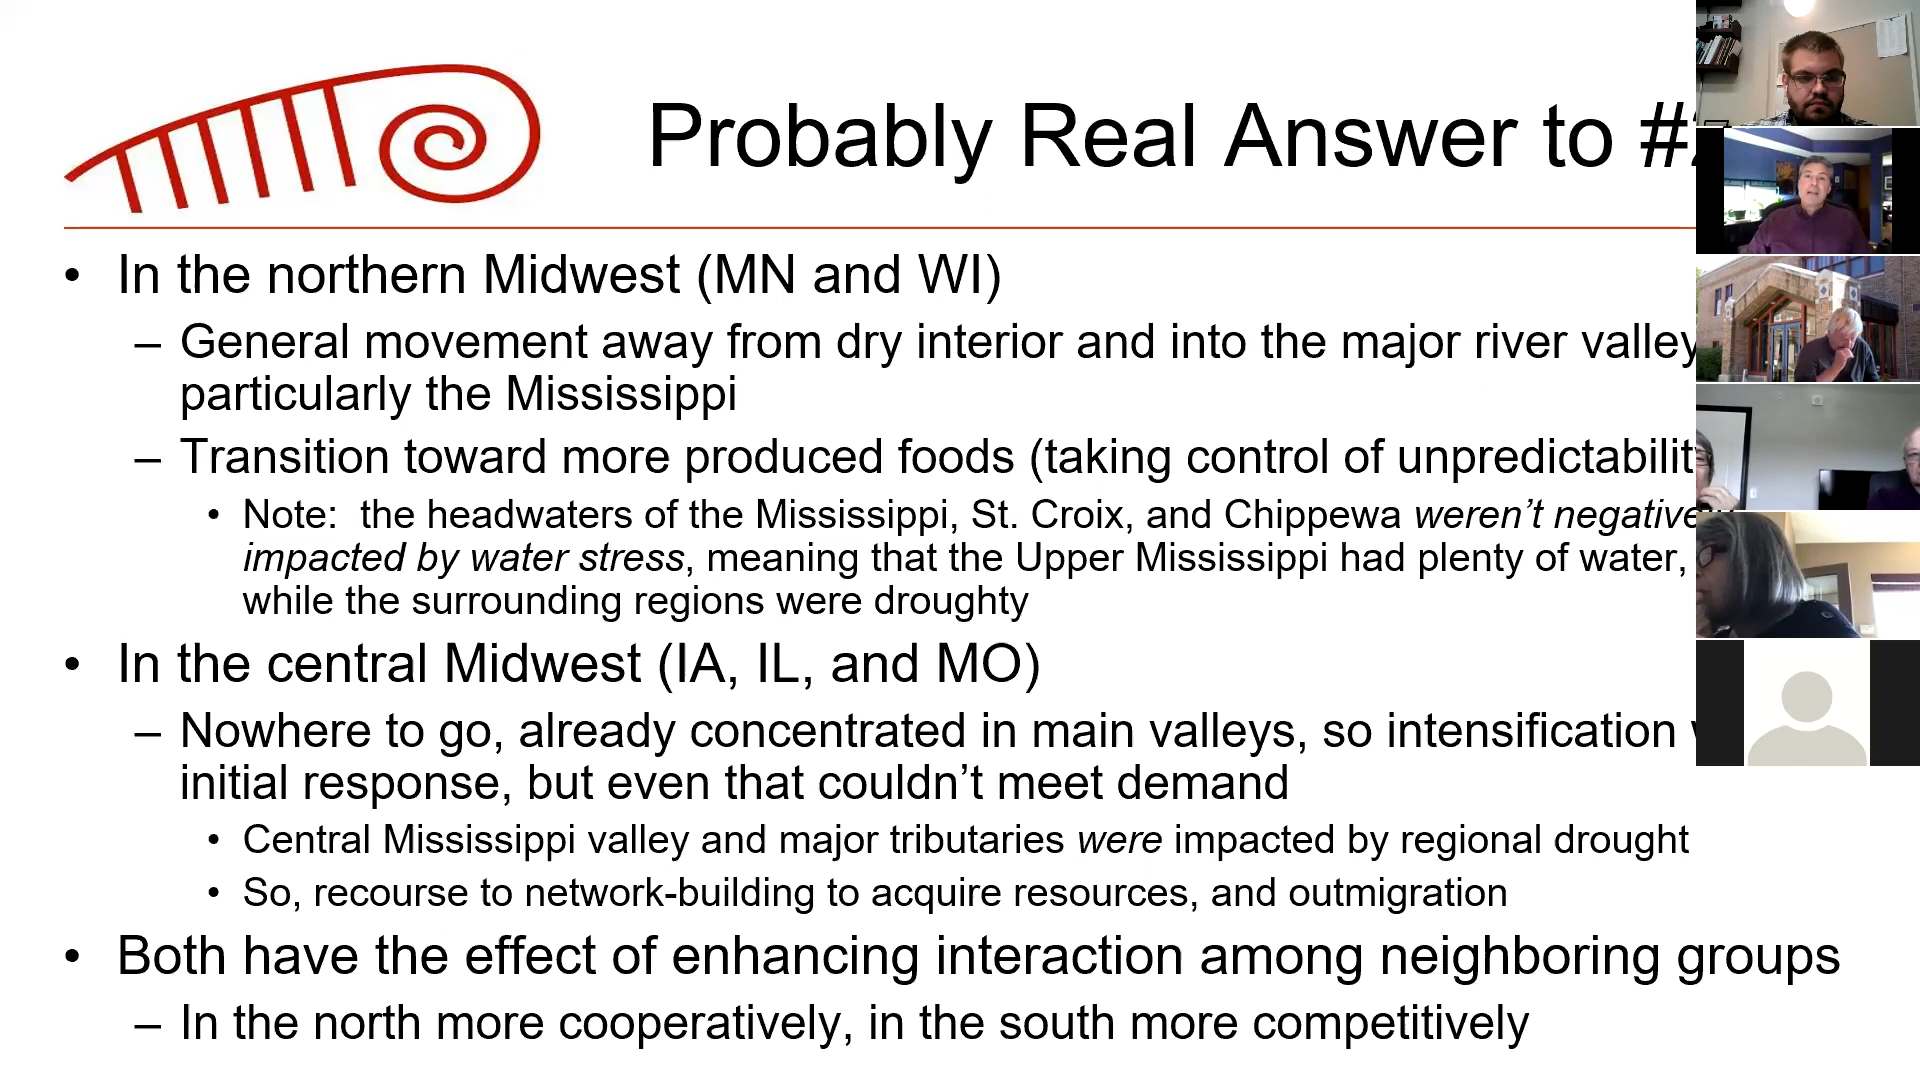 Probably Real Answer to #
• In the northern Midwest (MN and WI)
– General movement away from dry interior and into the major river valley
particularly the Mississippi
– Transition toward more produced foods (taking control of unpredictabilit
• Note: the headwaters of the Mississippi, St. Croix, and Chippewa weren’t negative
impacted by water stress, meaning that the Upper Mississippi had plenty of water,
while the surrounding regions were droughty
• In the central Midwest (IA, IL, and MO)
– Nowhere to go, already concentrated in main valleys, so intensification
initial response, but even that couldn’t meet demand
• Central Mississippi valley and major tributaries were impacted by regional drought
• So, recourse to network-building to acquire resources, and outmigration
• Both have the effect of enhancing interaction among neighboring groups
– In the north more cooperatively, in the south more competitively